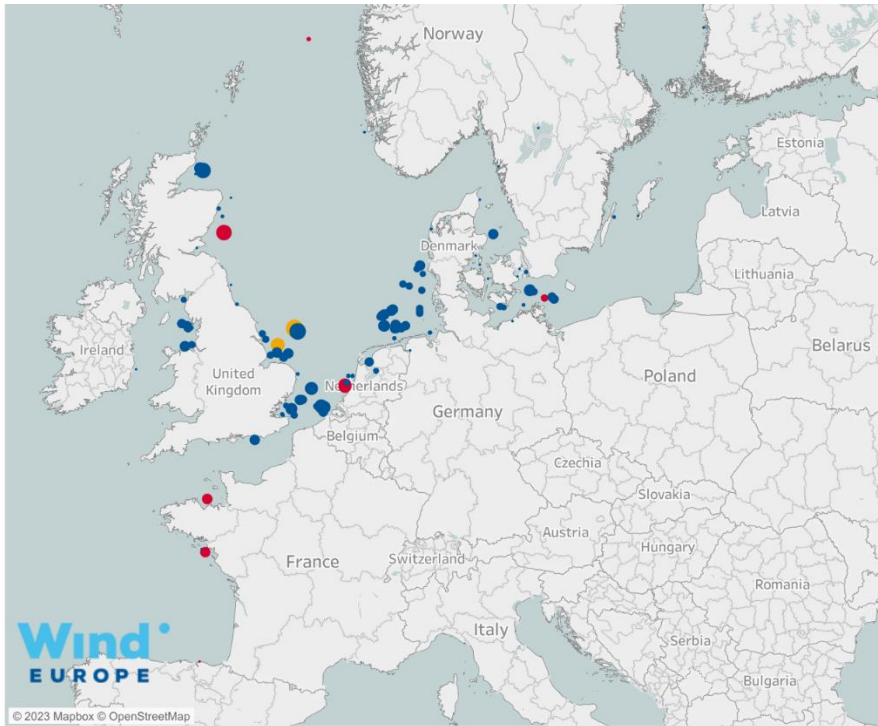 Norway
Estonia
Latvia
Denmark
Lithuania
Ireland
United
Kingdom
Netherlands
Belarus
Poland
Germany
Belgium
Czechia
Slovakia
Austria
Hungary
France
Switzerland
Romania
Italy
Serbia
Bulgaria
Wind
EUROPE
© 2023 Mapbox © OpenStreetMap